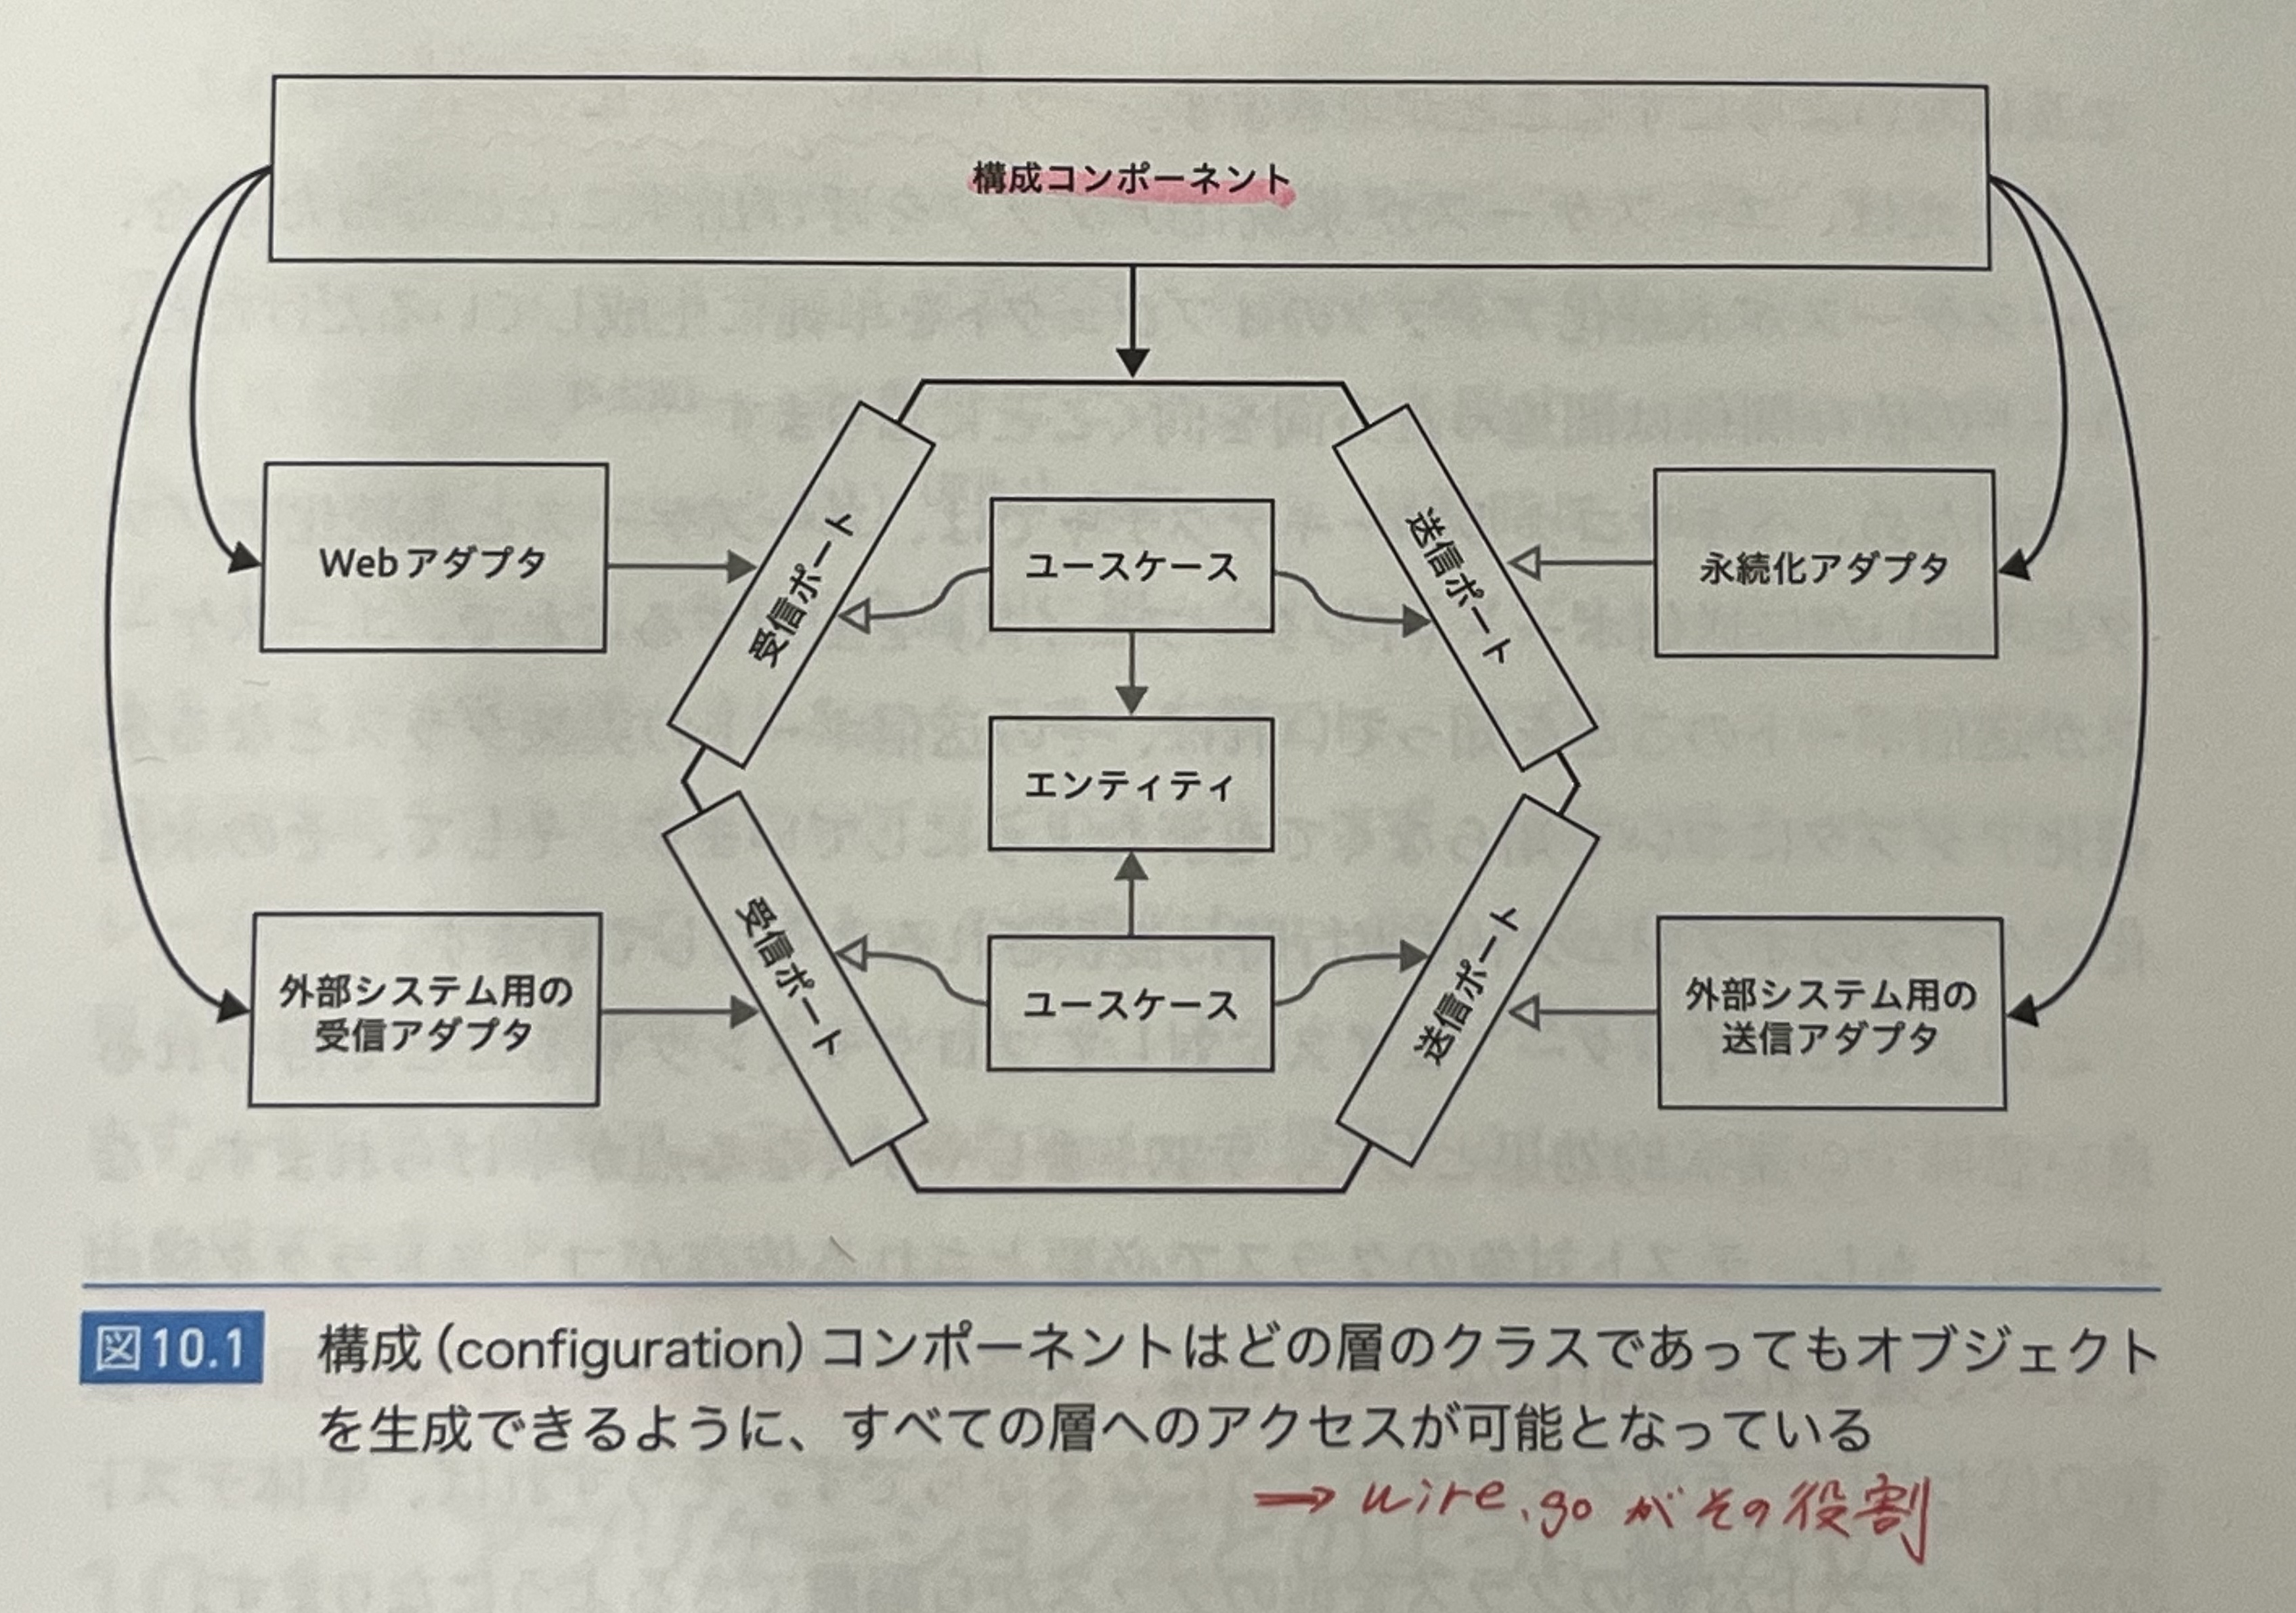 構成コンポーネント
Webアダプタ
受信ポート
ユースケース
送信ポート
永続化アダプタ
エンティティ
外部システム用の
受信アダプタ
受信ポート
ユースケース
送信ポート
外部システム用の
送信アダプタ
図10.1 構成(configuration)コンポーネントはどの層のクラスであってもオブジェクト
を生成できるように、すべての層へのアクセスが可能となっている
→ wire.go がその役割